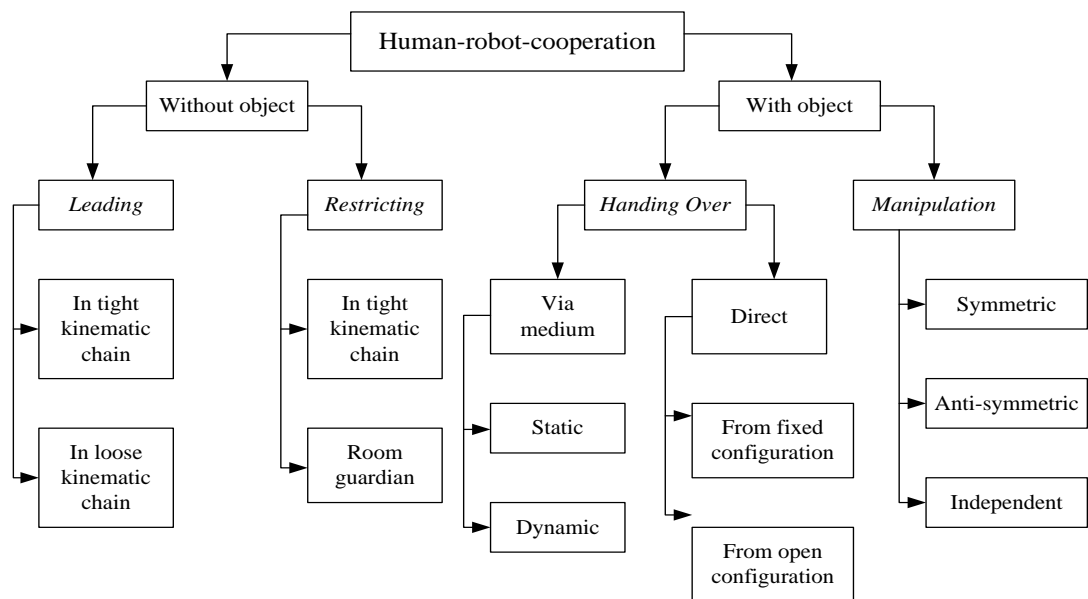 Human-robot-cooperation
Without object
With object
Leading
Restricting
Handing Over
Manipulation
In tight
kinematic
chain
In loose
kinematic
chain
In tight
kinematic
chain
Room
guardian
Via
medium
Static
Dynamic
Direct
From fixed
configuration
From open
configuration
Symmetric
Anti-symmetric
Independent